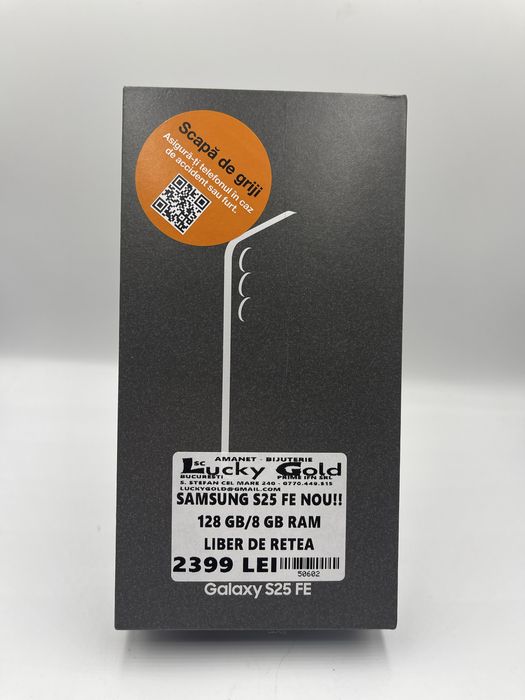 Scapă de griji
Asigură-ți telefonul în caz
de accident sau furt.
AMANET - BIJUTERIE
SC
Lucky Gold
BUCURESTI PRIME IFN SRL
S. STEFAN CEL MARE 240 - 0770.449.515
LUCKYGOLD@GMAIL.COM
SAMSUNG S25 FE NOU!!
128 GB/8 GB RAM
LIBER DE RETEA
2399 LEI
50602
Galaxy S25 FE